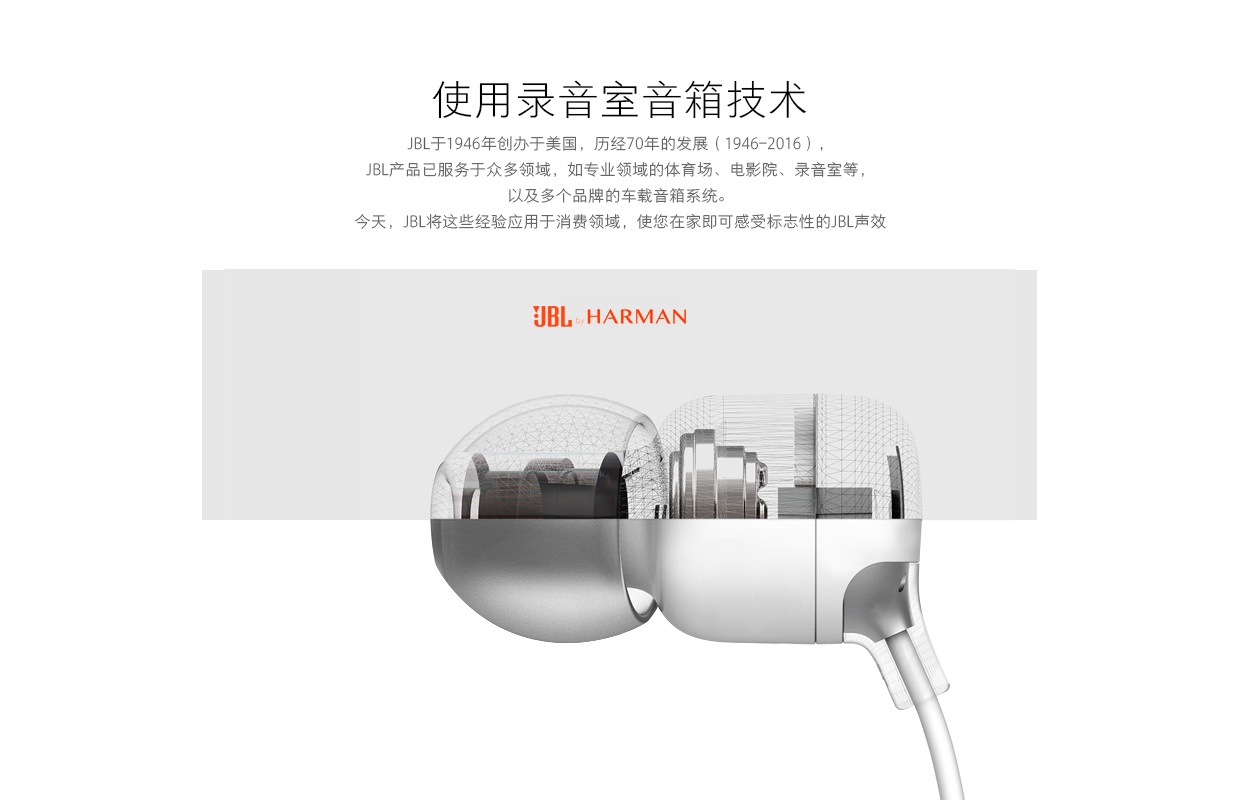 使用录音室音箱技术
JBL于1946年创办于美国，历经70年的发展（1946-2016），
JBL产品已服务于众多领域，如专业领域的体育场、电影院、录音室等，
以及多个品牌的车载音箱系统。
今天，JBL将这些经验应用于消费领域，使您在家即可感受标志性的JBL声效
JBL by HARMAN